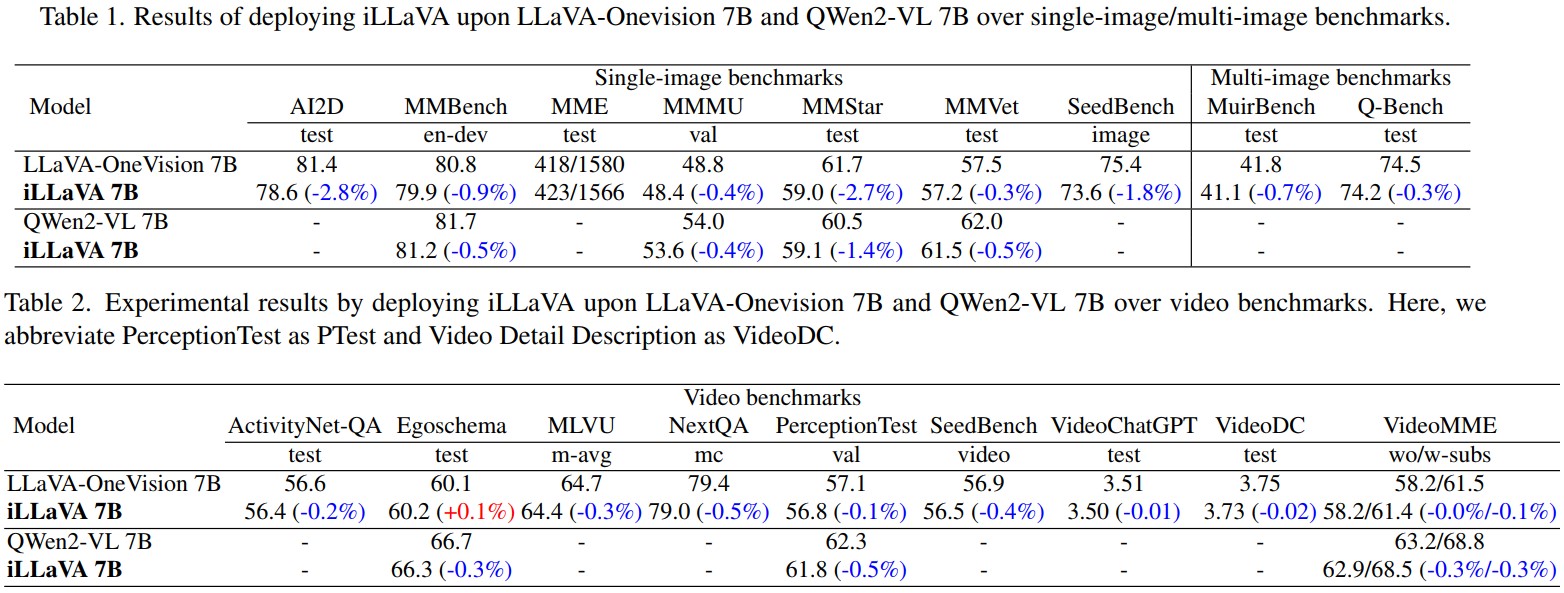 Table 1. Results of deploying iLLaVA upon LLaVA-Onevision 7B and QWen2-VL 7B over single-image/multi-image benchmarks.
Single-image benchmarks Multi-image benchmarks
Model AI2D MMBench MME MMMU MMStar MMVet SeedBench MuirBench Q-Bench
test en-dev test val test test image test test
LLaVA-OneVision 7B 81.4 80.8 418/1580 48.8 61.7 57.5 75.4 41.8 74.5
iLLaVA 7B 78.6 (-2.8%) 79.9 (-0.9%) 423/1566 48.4 (-0.4%) 59.0 (-2.7%) 57.2 (-0.3%) 73.6 (-1.8%) 41.1 (-0.7%) 74.2 (-0.3%)
QWen2-VL 7B - 81.7 - 54.0 60.5 62.0 - - -
iLLaVA 7B - 81.2 (-0.5%) - 53.6 (-0.4%) 59.1 (-1.4%) 61.5 (-0.5%) - - -
Table 2. Experimental results by deploying iLLaVA upon LLaVA-Onevision 7B and QWen2-VL 7B over video benchmarks. Here, we
abbreviate PerceptionTest as PTest and Video Detail Description as VideoDC.
Video benchmarks
Model ActivityNet-QA Egoschema MLVU NextQA PerceptionTest SeedBench VideoChatGPT VideoDC VideoMME
test test m-avg mc val video test test wo/w-subs
LLaVA-OneVision 7B 56.6 60.1 64.7 79.4 57.1 56.9 3.51 3.75 58.2/61.5
iLLaVA 7B 56.4 (-0.2%) 60.2 (+0.1%) 64.4 (-0.3%) 79.0 (-0.5%) 56.8 (-0.1%) 56.5 (-0.4%) 3.50 (-0.01) 3.73 (-0.02) 58.2/61.4 (-0.0%/-0.1%)
QWen2-VL 7B - 66.7 - - 62.3 - - - 63.2/68.8
iLLaVA 7B - 66.3 (-0.3%) - - 61.8 (-0.5%) - - - 62.9/68.5 (-0.3%/-0.3%)